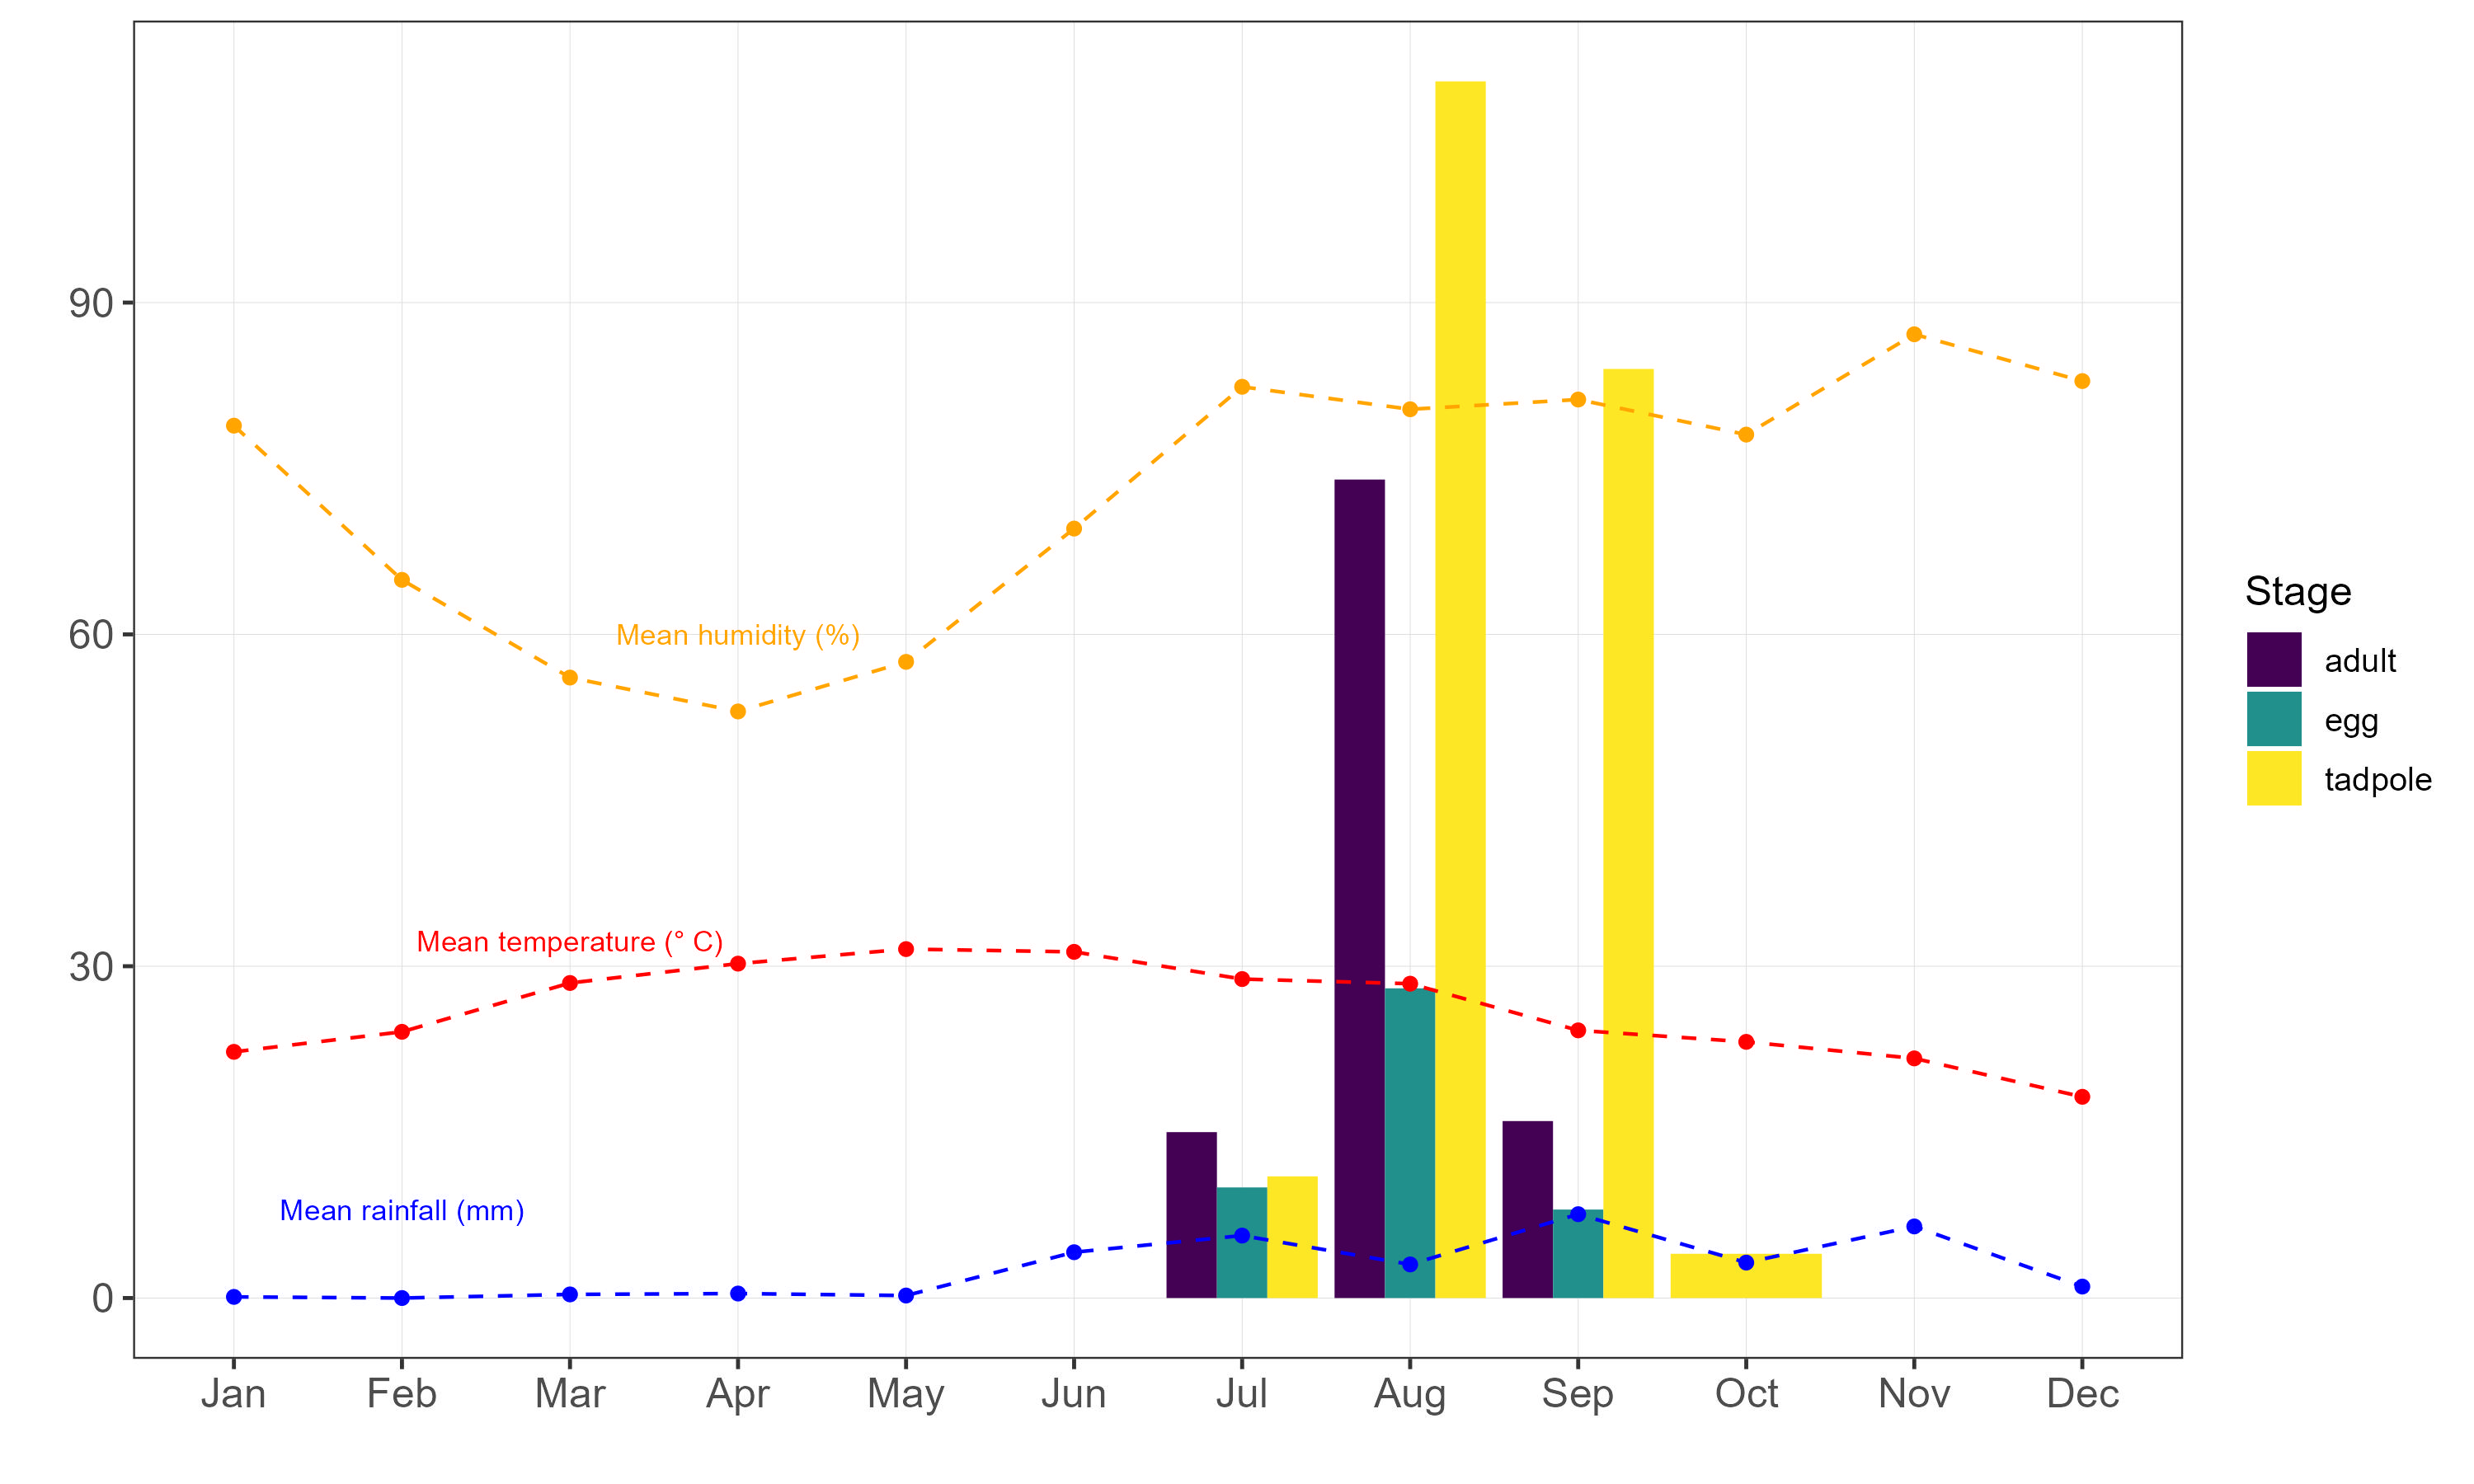 90
60
30
0
Mean humidity (%)
Mean temperature (° C)
Mean rainfall (mm)
Jan Feb Mar Apr May Jun Jul Aug Sep Oct Nov Dec
Stage
adult
egg
tadpole